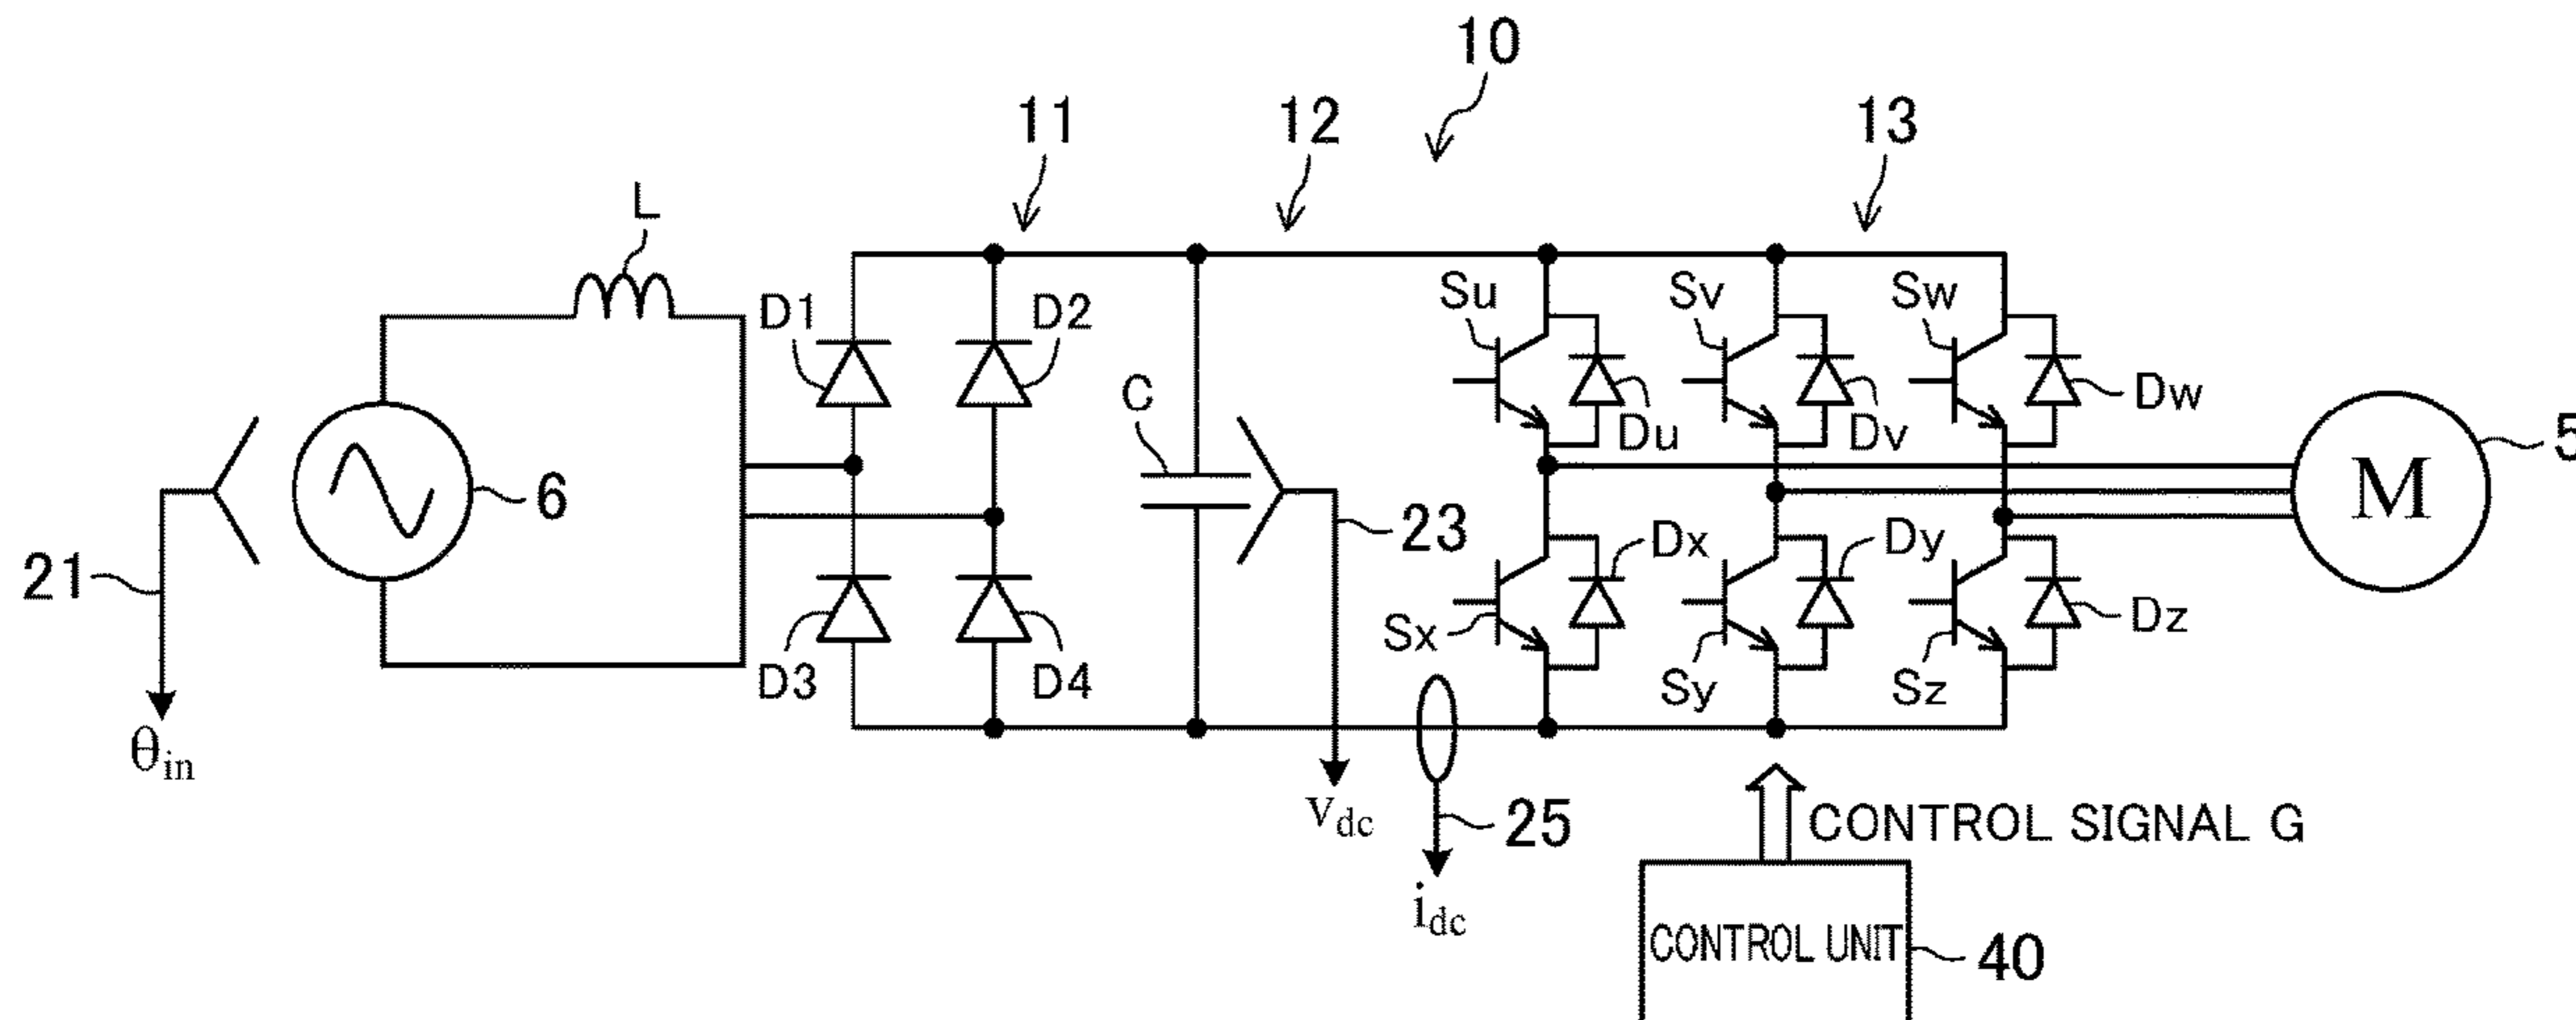 10
11
12
13
L
D1
D2
Su
Sv
Sw
C
Du
Dv
Dw
5
6
M
21
23
Dx
Dy
Dz
Sx
Sy
Sz
D3
D4
θin
vdc
25
idc
CONTROL SIGNAL G
CONTROL UNIT
40